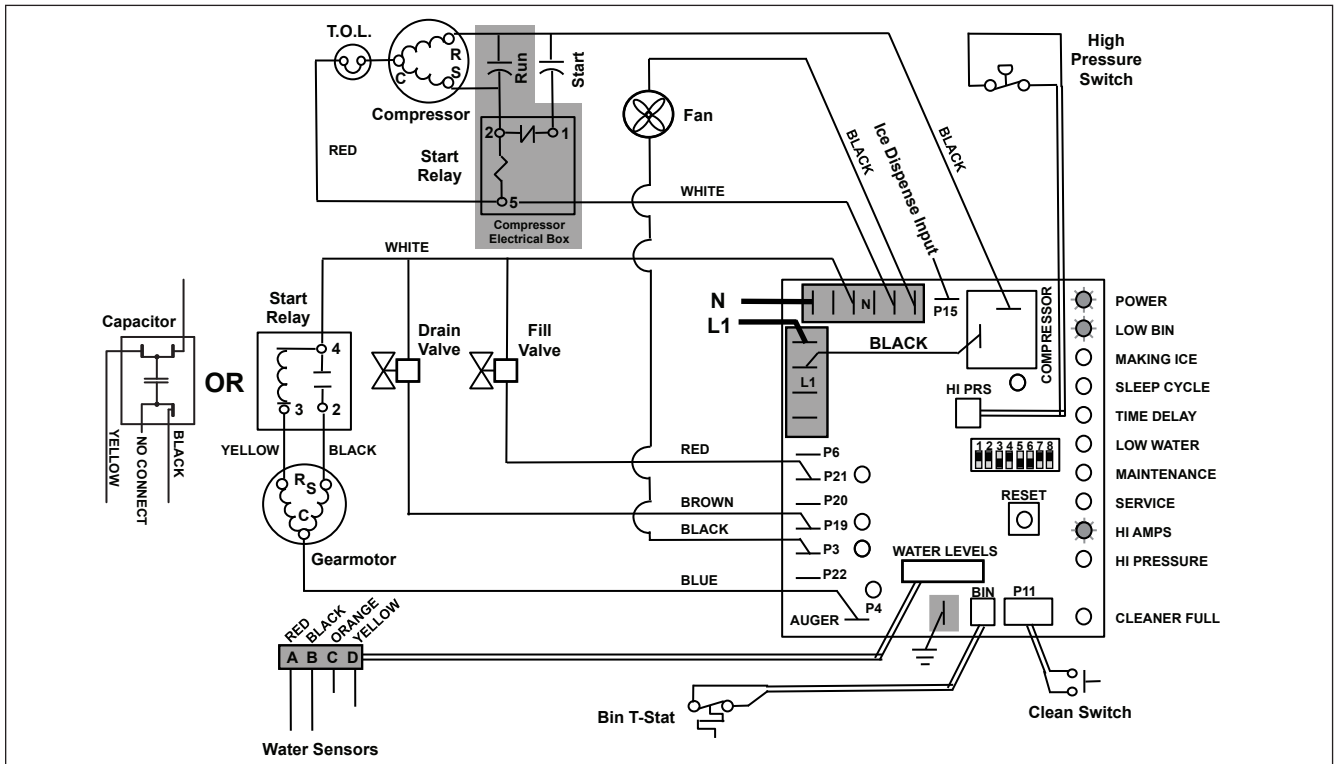 T.O.L.
R
S
C
Compressor
Run
Start
RED
2
1
Start
Relay
5
Compressor
Electrical Box
WHITE
Fan
BLACK
Ice Dispense Input
BLACK
High
Pressure
Switch
WHITE
Capacitor
OR
YELLOW
NO CONNECT
BLACK
Start
Relay
4
3
2
YELLOW
BLACK
R
S
C
Gearmotor
Drain
Valve
Fill
Valve
N
L1
N
P15
L1
BLACK
COMPRESSOR
HI PRS
1 2 3 4 5 6 7 8
RESET
RED
P6
P21
P20
BROWN
P19
BLACK
P3
P22
BLUE
P4
AUGER
WATER LEVELS
BIN
P11
POWER
LOW BIN
MAKING ICE
SLEEP CYCLE
TIME DELAY
LOW WATER
MAINTENANCE
SERVICE
HI AMPS
HI PRESSURE
CLEANER FULL
RED
BLACK
ORANGE
YELLOW
A B C D
Water Sensors
Bin T-Stat
Clean Switch